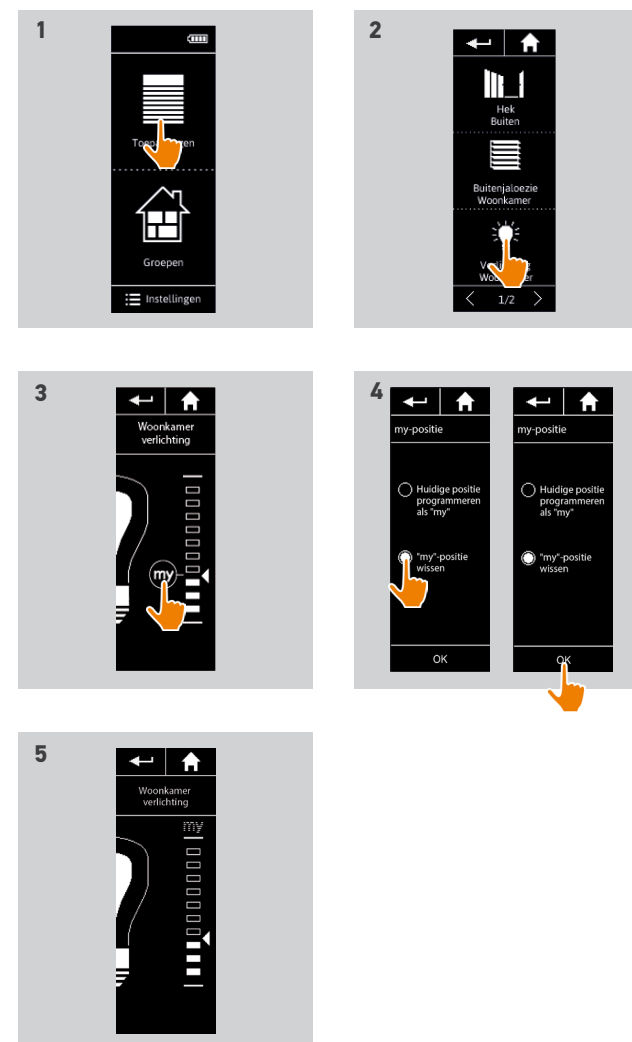 1
Groepen
Instellingen
2
Hek
Buiten
Buitenjaloezie
Woonkamer
1/2
3
Woonkamer
verlichting
my
4
my-positie
Huidige positie
programmeren
als "my"
"my"-positie
wissen
OK
my-positie
Huidige positie
programmeren
als "my"
"my"-positie
wissen
OK
5
Woonkamer
verlichting
my